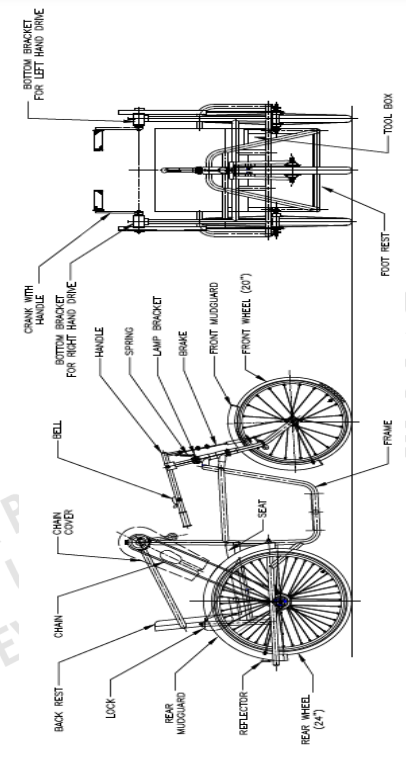 BOTTOM BRACKET
FOR LEFT HAND DRIVE
TOOL BOX
CRANK WITH
HANDLE
BOTTOM BRACKET
FOR RIGHT HAND DRIVE
FOOT REST
HANDLE
SPRING
LAMP BRACKET
BRAKE
FRONT MUDGUARD
FRONT WHEEL (20")
BELL
FRAME
CHAIN
COVER
SEAT
CHAIN
BACK REST
LOCK
REAR
MUDGUARD
REFLECTOR
REAR WHEEL
(24")